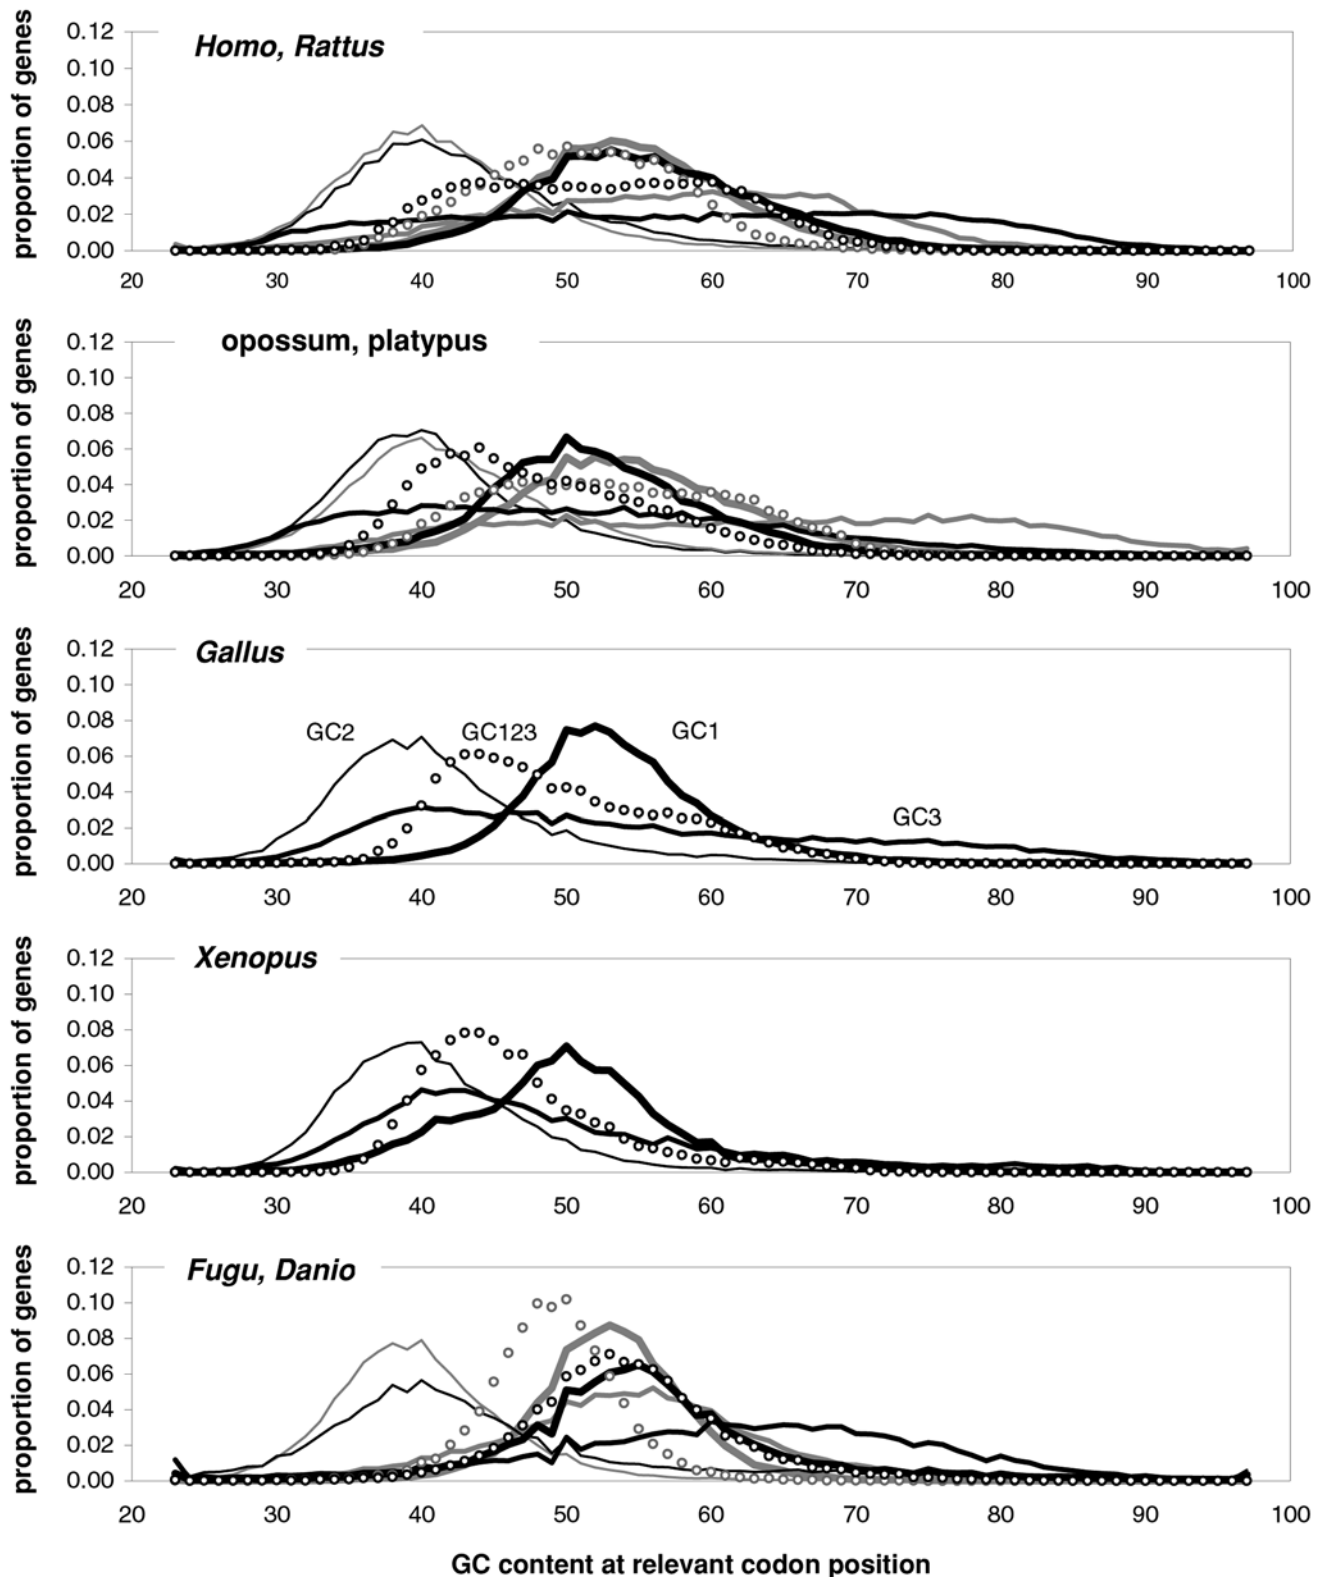 Homo, Rattus
proportion of genes
0.12
0.10
0.08
0.06
0.04
0.02
0.00
20 30 40 50 60 70 80 90 100
opossum, platypus
proportion of genes
0.12
0.10
0.08
0.06
0.04
0.02
0.00
20 30 40 50 60 70 80 90 100
Gallus
proportion of genes
0.12
0.10
0.08
0.06
0.04
0.02
0.00
GC2 GC123 GC1
GC3
20 30 40 50 60 70 80 90 100
Xenopus
proportion of genes
0.12
0.10
0.08
0.06
0.04
0.02
0.00
20 30 40 50 60 70 80 90 100
Fugu, Danio
proportion of genes
0.12
0.10
0.08
0.06
0.04
0.02
0.00
20 30 40 50 60 70 80 90 100
GC content at relevant codon position